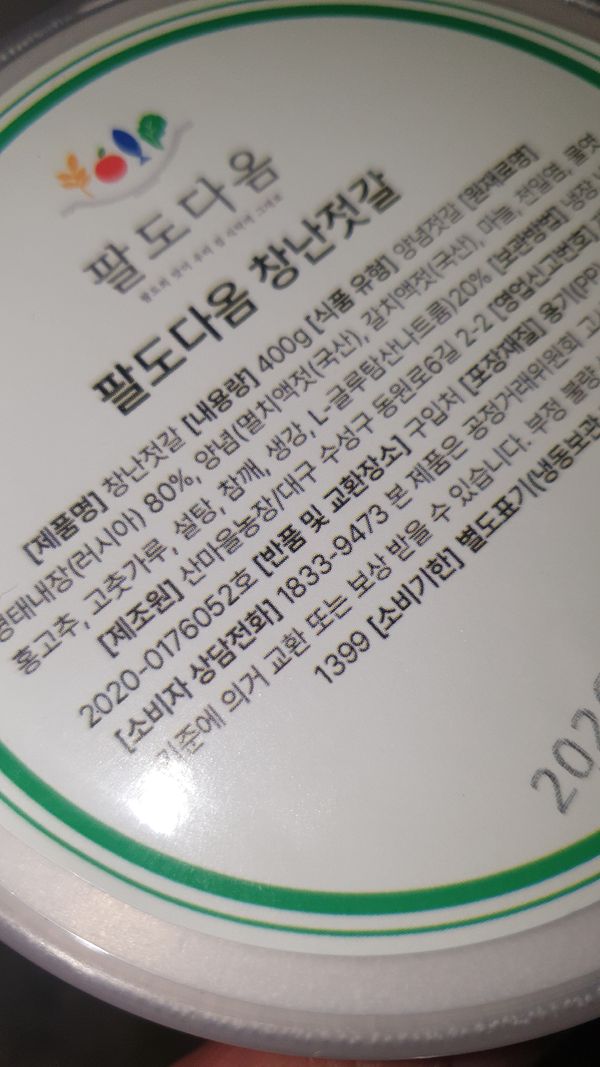 팔도다옴
팔도다옴 창난젓갈
[제품명] 창난젓갈 [내용량] 400g [식품 유형] 양념젓갈 [원재료명]
명태내장(러시아) 80%, 양념(멸치액젓(국산), 갈치액젓(국산), 마늘, 천일염, 물엿
홍고추, 고춧가루, 설탕, 참깨, 생강, L-글루탐산나트륨)20% [보관방법] 냉장
[제조원] 산마을농장/대구 수성구 동원로6길 2-2 [영업신고번호]
2020-0176052호 [반품 및 교환장소] 구입처 [포장재질] 용기(PP)
[소비자 상담전화] 1833-9473 본 제품은 공정거래위원회 고시
기준에 의거 교환 또는 보상 받을 수 있습니다. 부정 불량
1399 [소비기한] 별도표기(냉동보관
202